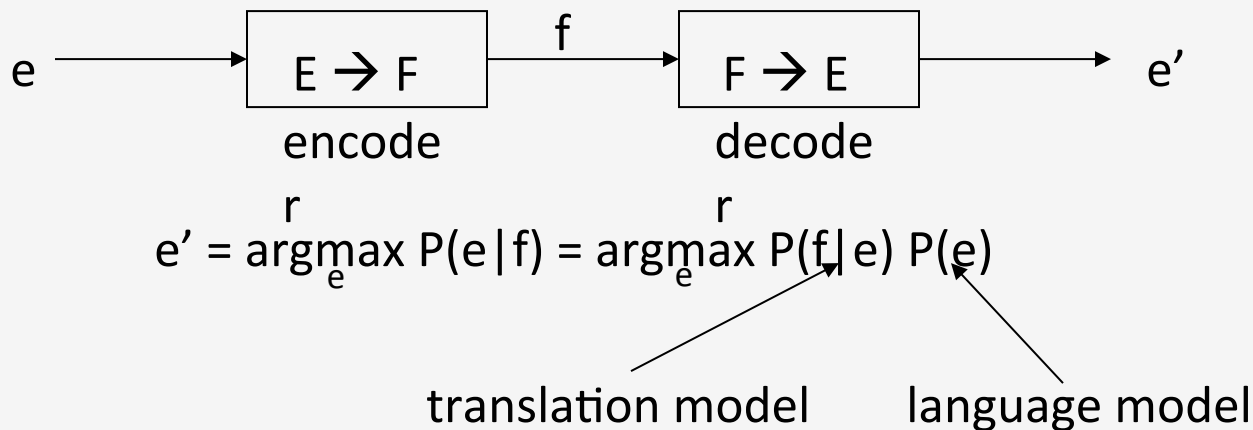 e E → F f F → E e’
encode decode
r r
e’ = argmax P(e|f) = argmax P(f|e) P(e)
e e
translation model language model